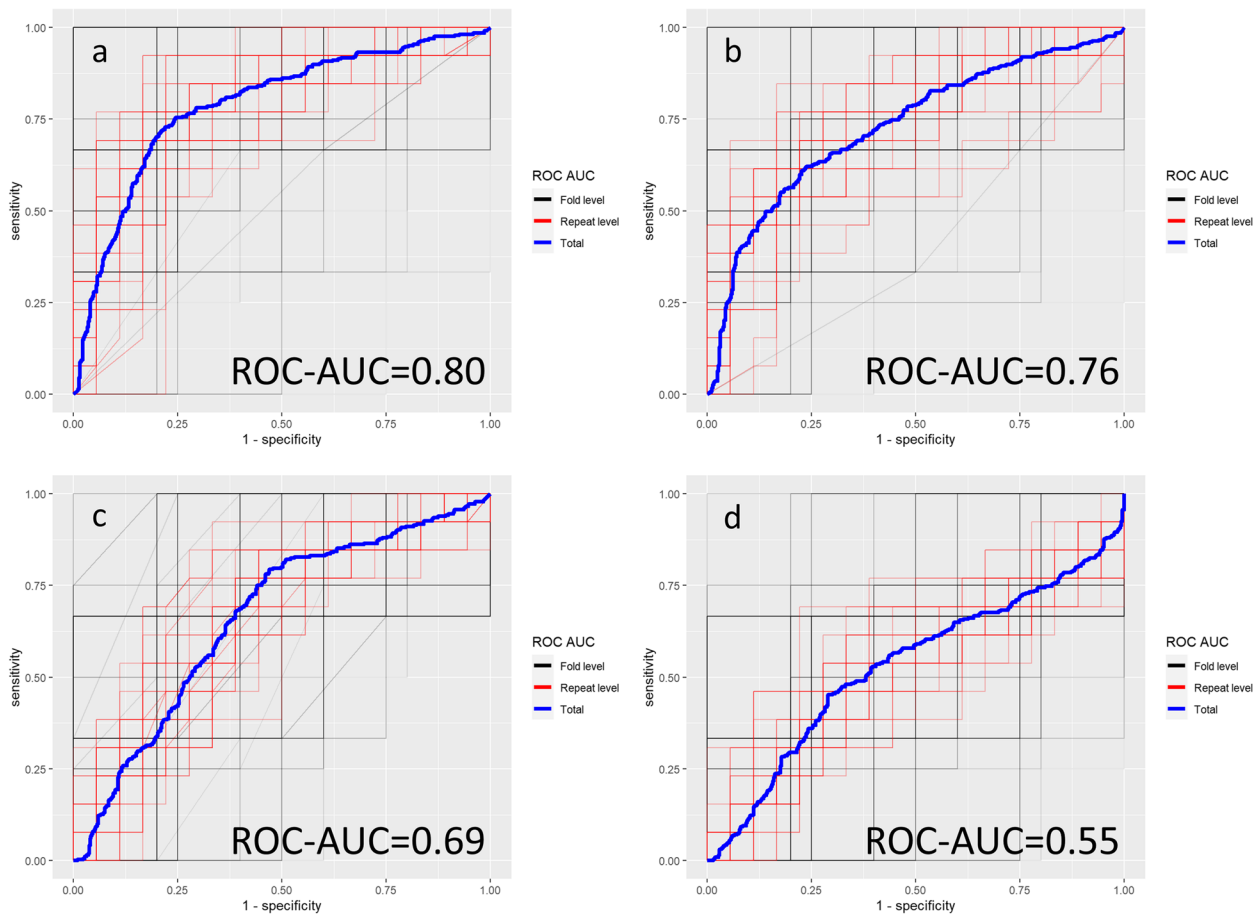 a
1.00
0.75
0.50
0.25
0.00
sensitivity
0.00 0.25 0.50 0.75 1.00
1 - specificity
ROC-AUC=0.80
ROC AUC
Fold level
Repeat level
Total
b
1.00
0.75
0.50
0.25
0.00
sensitivity
0.00 0.25 0.50 0.75 1.00
1 - specificity
ROC-AUC=0.76
ROC AUC
Fold level
Repeat level
Total
c
1.00
0.75
0.50
0.25
0.00
sensitivity
0.00 0.25 0.50 0.75 1.00
1 - specificity
ROC-AUC=0.69
ROC AUC
Fold level
Repeat level
Total
d
1.00
0.75
0.50
0.25
0.00
sensitivity
0.00 0.25 0.50 0.75 1.00
1 - specificity
ROC-AUC=0.55
ROC AUC
Fold level
Repeat level
Total